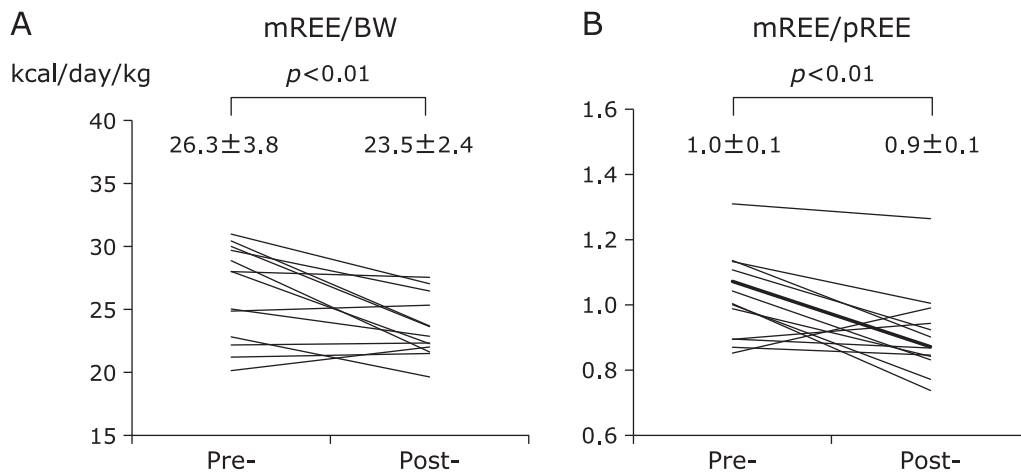 A
mREE/BW
kcal/day/kg
p<0.01
26.3±3.8
23.5±2.4
40
35
30
25
20
15
Pre-
Post-
B
mREE/pREE
p<0.01
1.0±0.1
0.9±0.1
1.6
1.4
1.2
1.0
0.8
0.6
Pre-
Post-